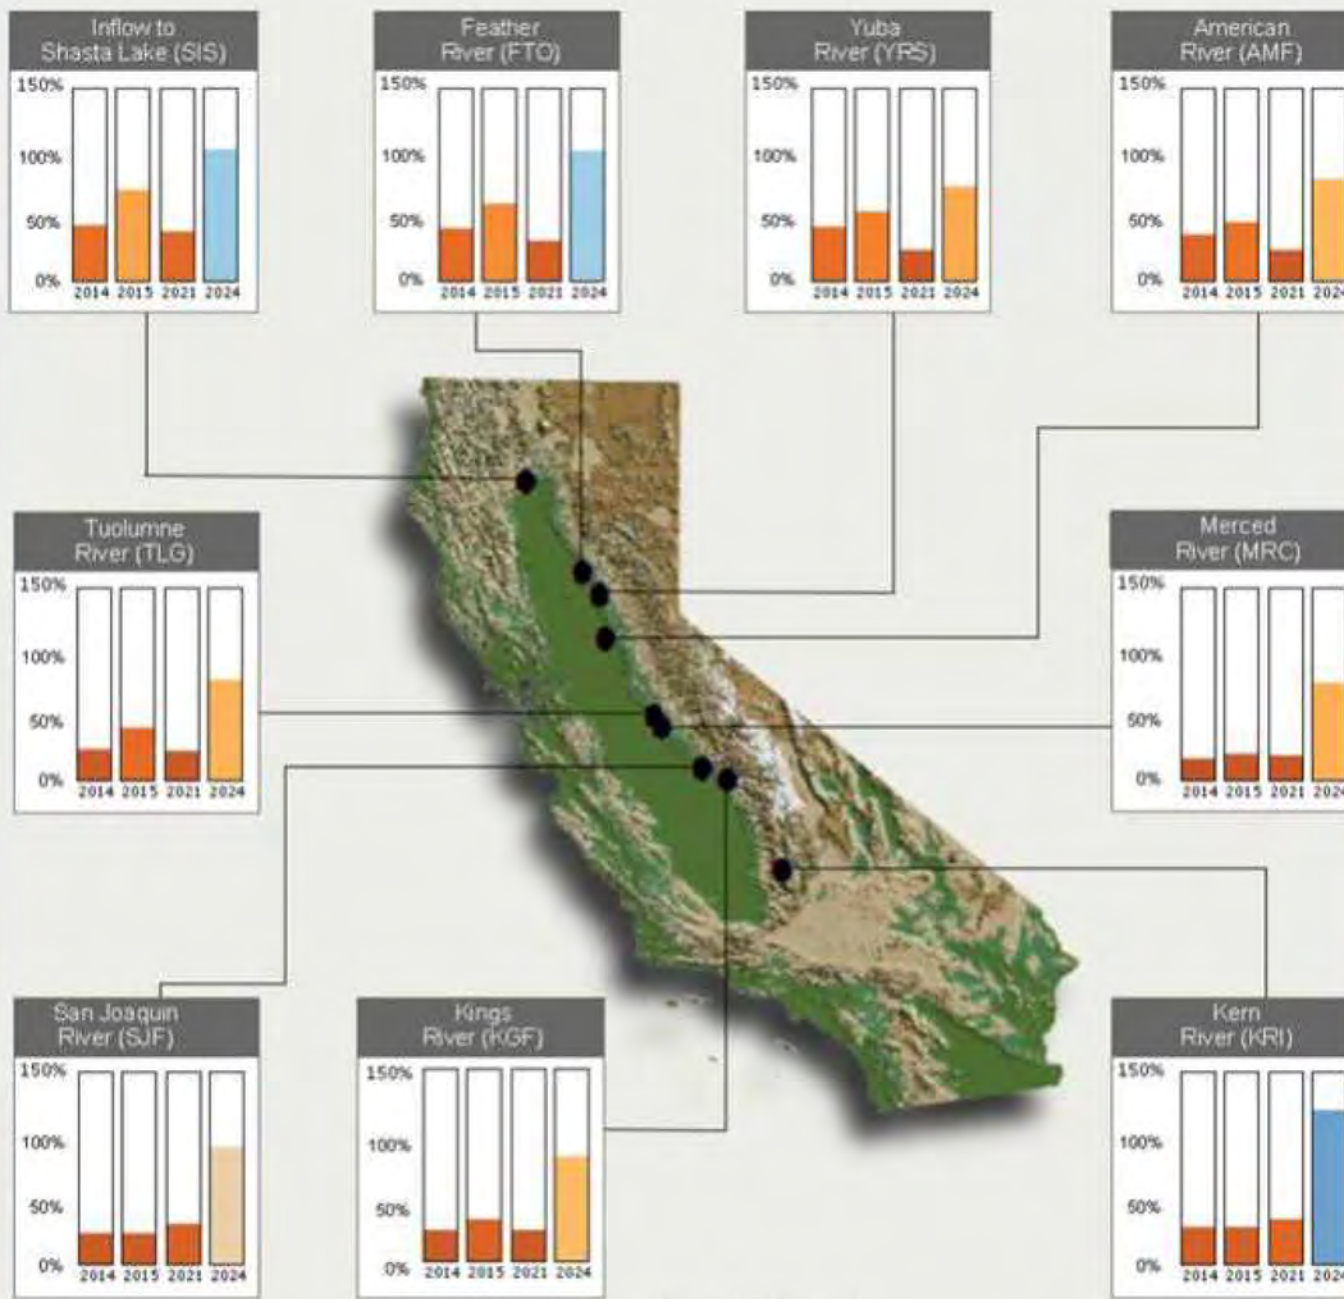 Inflow to
Shasta Lake (SIS)
150%
100%
50%
0%
2014 2015 2021 2024
Feather
River (FTO)
150%
100%
50%
0%
2014 2015 2021 2024
Yuba
River (YRS)
150%
100%
50%
0%
2014 2015 2021 2024
American
River (AMF)
150%
100%
50%
0%
2014 2015 2021 2024
Tuolumne
River (TLG)
150%
100%
50%
0%
2014 2015 2021 2024
Merced
River (MRC)
150%
100%
50%
0%
2014 2015 2021 2024
San Joaquin
River (SJF)
150%
100%
50%
0%
2014 2015 2021 2024
Kings
River (KGF)
150%
100%
50%
0%
2014 2015 2021 2024
Kern
River (KRI)
150%
100%
50%
0%
2014 2015 2021 2024